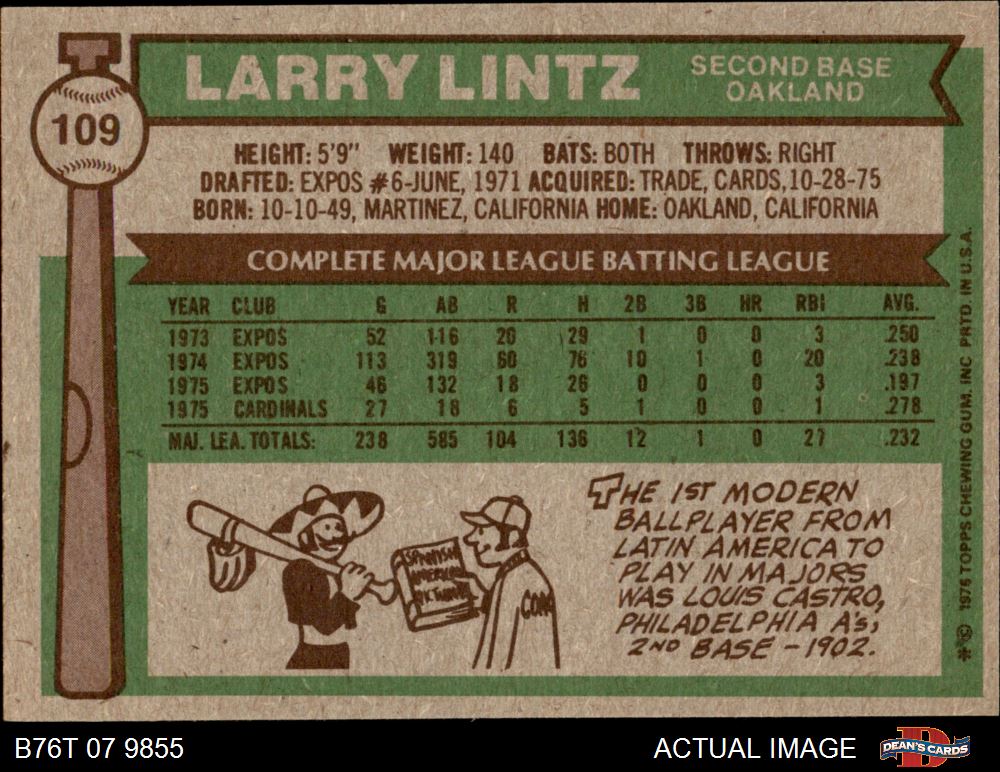 109
LARRY LINTZ
SECOND BASE
OAKLAND
HEIGHT: 5'9" WEIGHT: 140 BATS: BOTH THROWS: RIGHT
DRAFTED: EXPOS #6-JUNE, 1971 ACQUIRED: TRADE, CARDS, 10-28-75
BORN: 10-10-49, MARTINEZ, CALIFORNIA HOME: OAKLAND, CALIFORNIA
COMPLETE MAJOR LEAGUE BATTING LEAGUE
YEAR CLUB G AB R H 2B 3B HR RBI AVG.
1973 EXPOS 52 116 20 29 1 0 0 3 .250
1974 EXPOS 113 319 60 76 10 1 0 20 .238
1975 EXPOS 46 132 18 26 0 0 0 3 .197
1975 CARDINALS 27 18 6 5 1 0 0 1 .278
MAJ. LEA. TOTALS: 238 585 104 136 12 1 0 27 .232
SPANISH
AMERICAN
THE 1ST MODERN
BALLPLAYER FROM
LATIN AMERICA TO
PLAY IN MAJORS
WAS LOUIS CASTRO,
PHILADELPHIA A's,
2ND BASE – 1902.
* © 1976 TOPPS CHEWING GUM. INC PRTD. IN U.S.A.
B76T 07 9855
ACTUAL IMAGE
D
DEAN'S CARDS